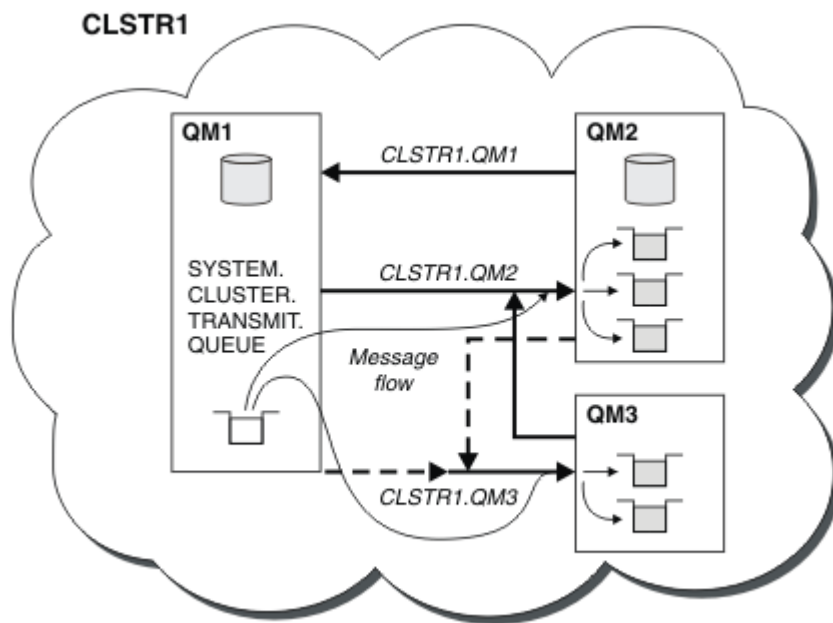 CLSTR1
QM1
CLSTR1.QM1
QM2
SYSTEM.
CLUSTER.
TRANSMIT.
QUEUE
CLSTR1.QM2
Message
flow
QM3
CLSTR1.QM3